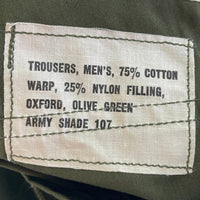 TROUSERS, MEN'S, 75% COTTON
WARP, 25% NYLON FILLING,
OXFORD, OLIVE GREEN
ARMY SHADE 107